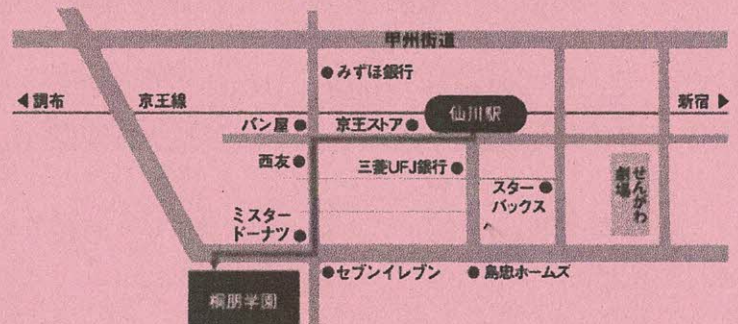 甲州街道
みずほ銀行
◀調布
京王線
仙川駅
新宿▶
パン屋
京王ストア
西友
三菱UFJ銀行
スター
バックス
せんがわ
劇場
ミスター
ドーナツ
セブンイレブン
島忠ホームズ
桐朋学園